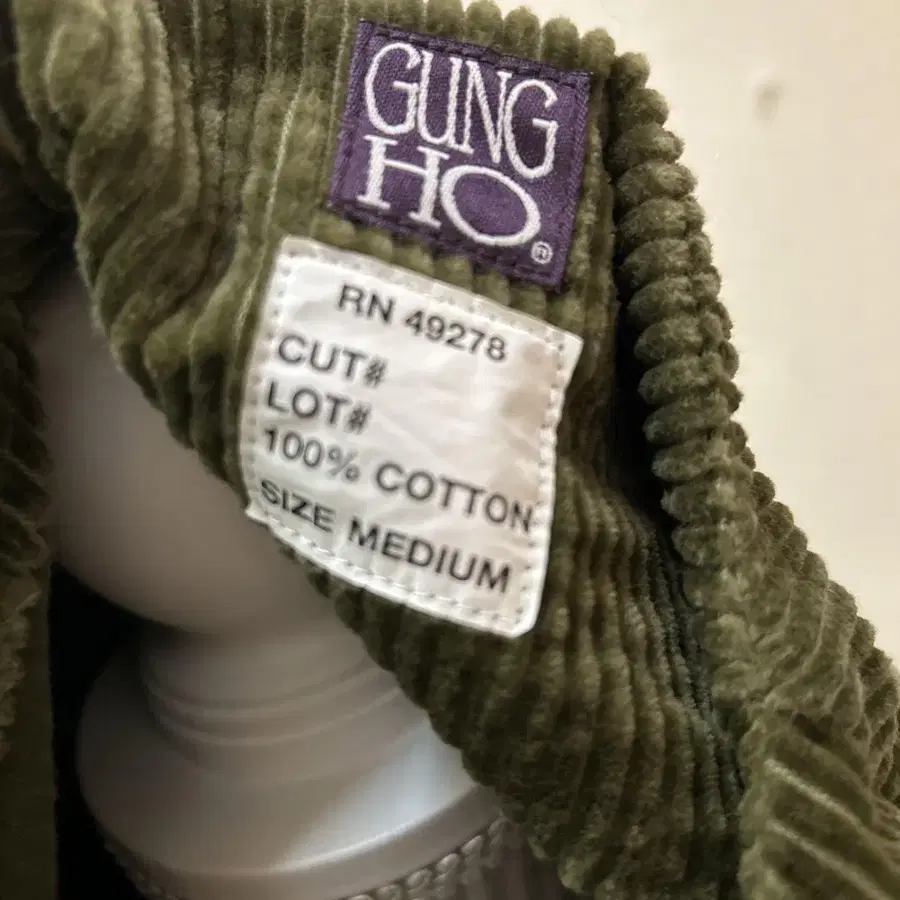 GUNG
HO®
RN 49278
CUT#
LOT#
100% COTTON
SIZE MEDIUM